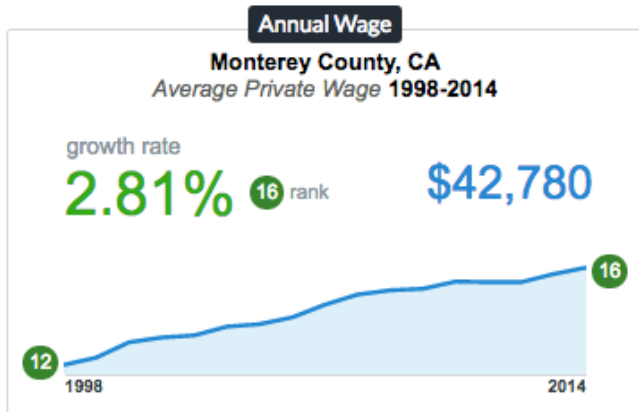 Annual Wage
Monterey County, CA
Average Private Wage 1998-2014
growth rate
2.81% 16 rank $42,780
16
12
1998 2014